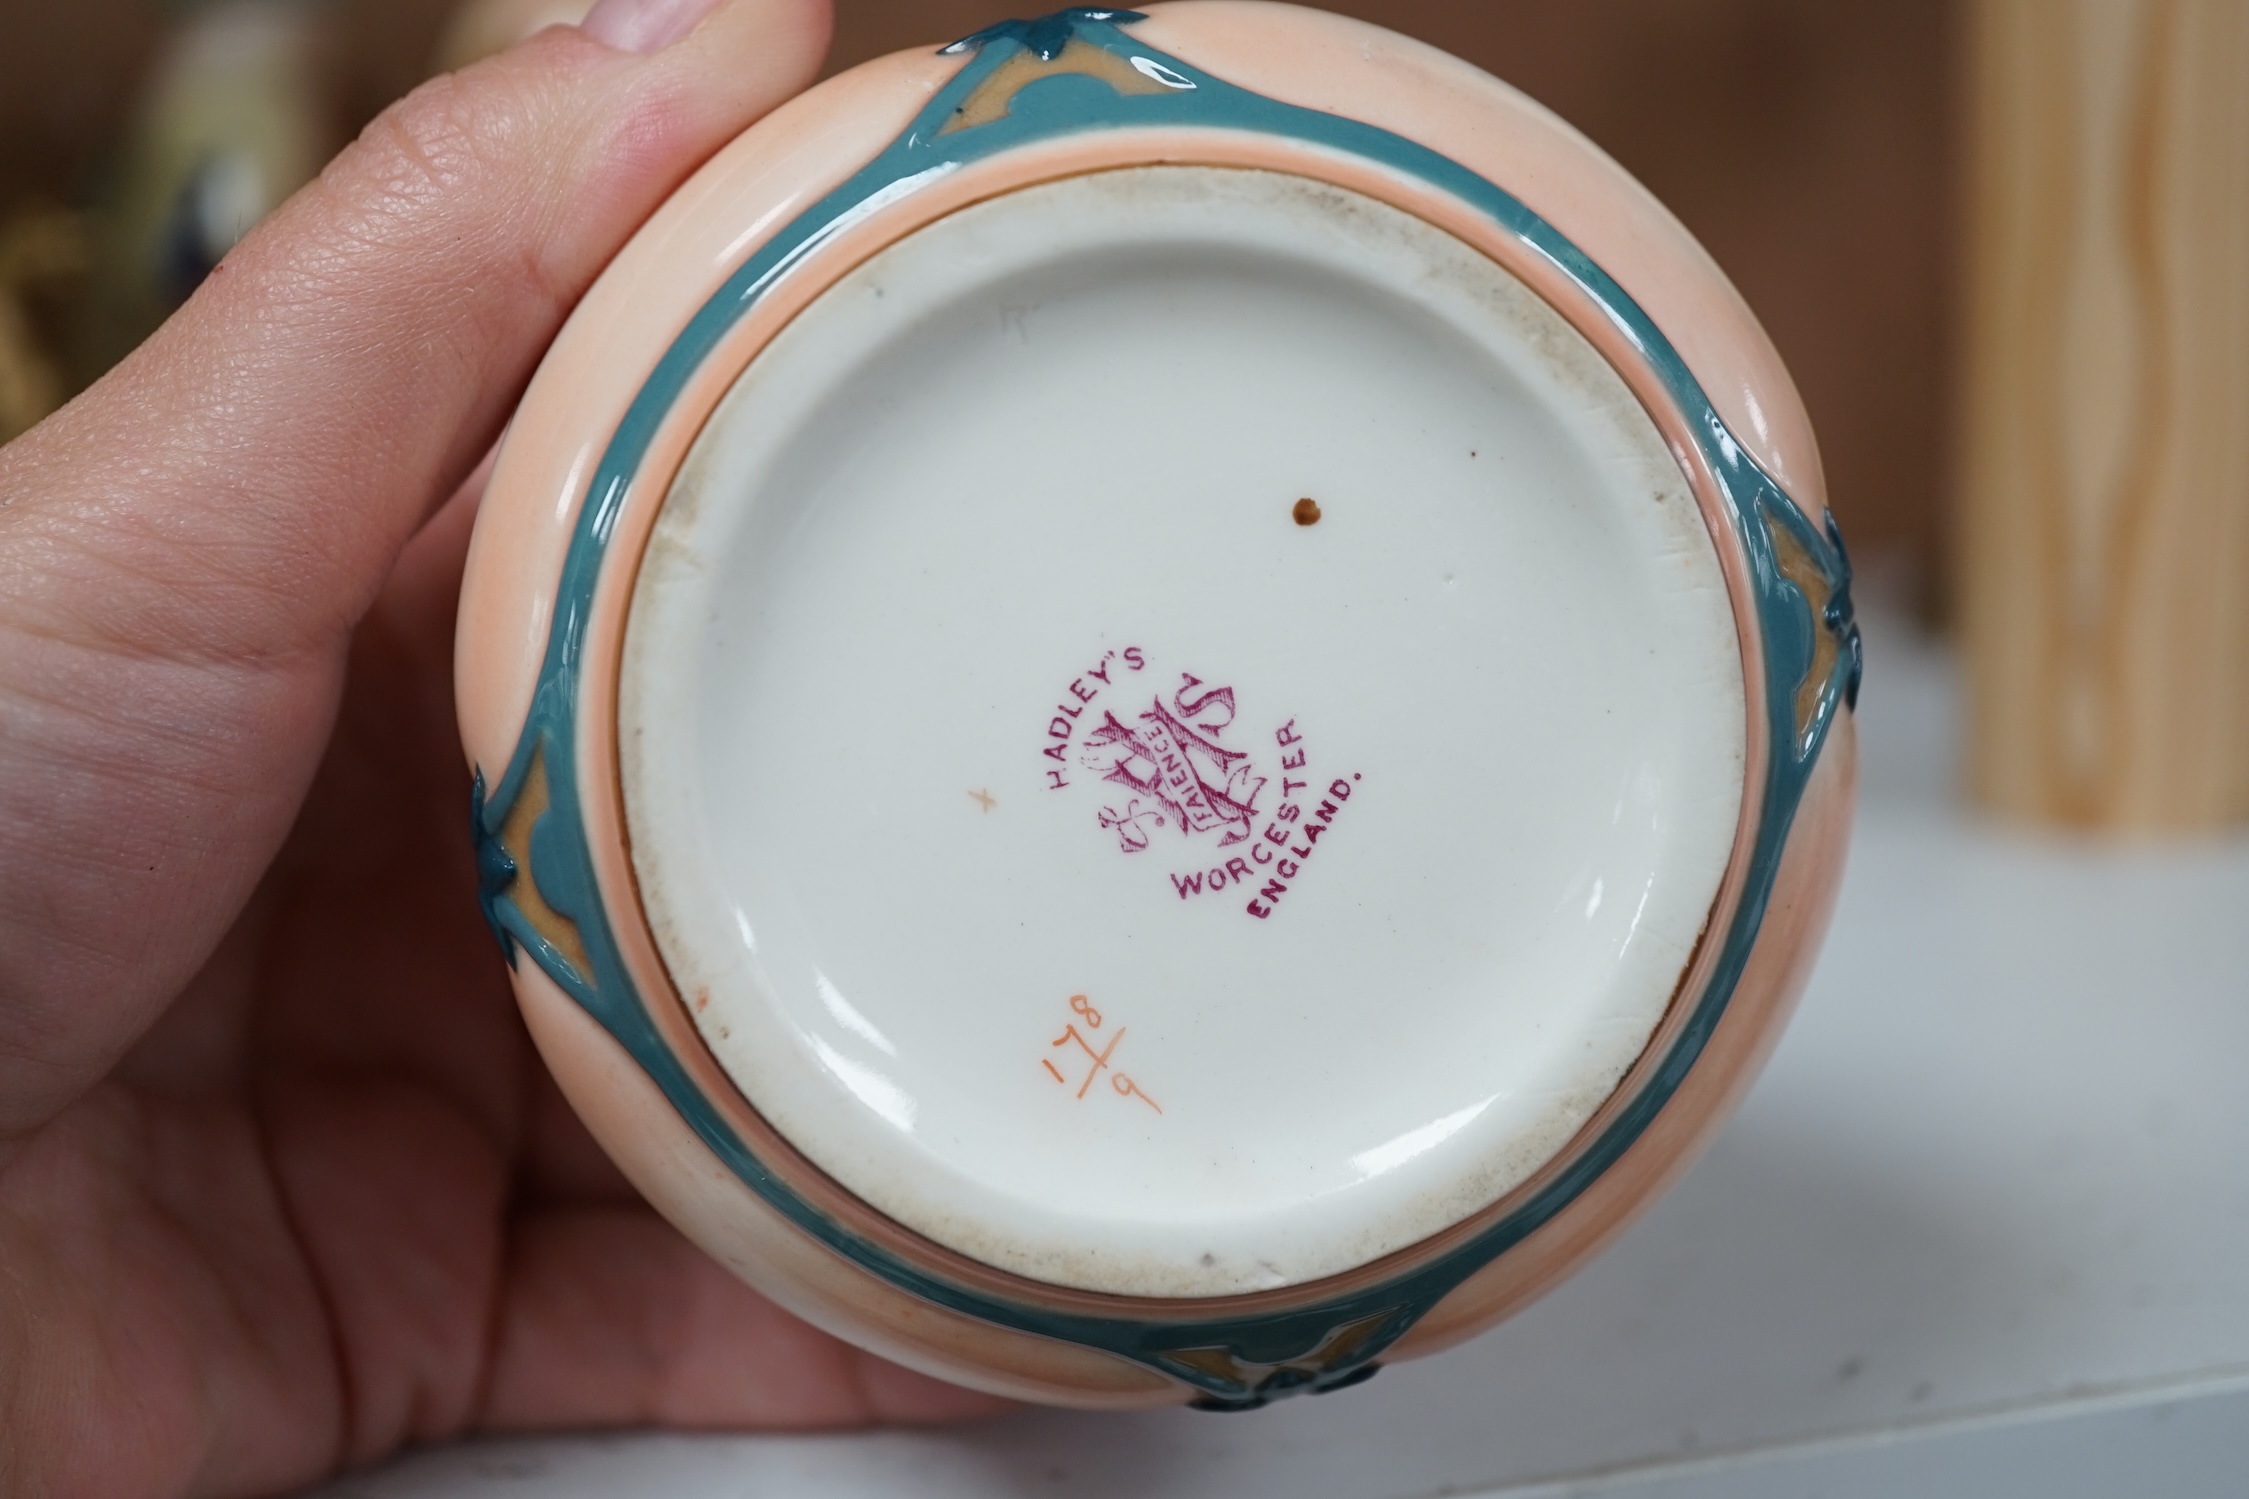 HADLEY'S
FAIENCE
WORCESTER
ENGLAND.
178/9